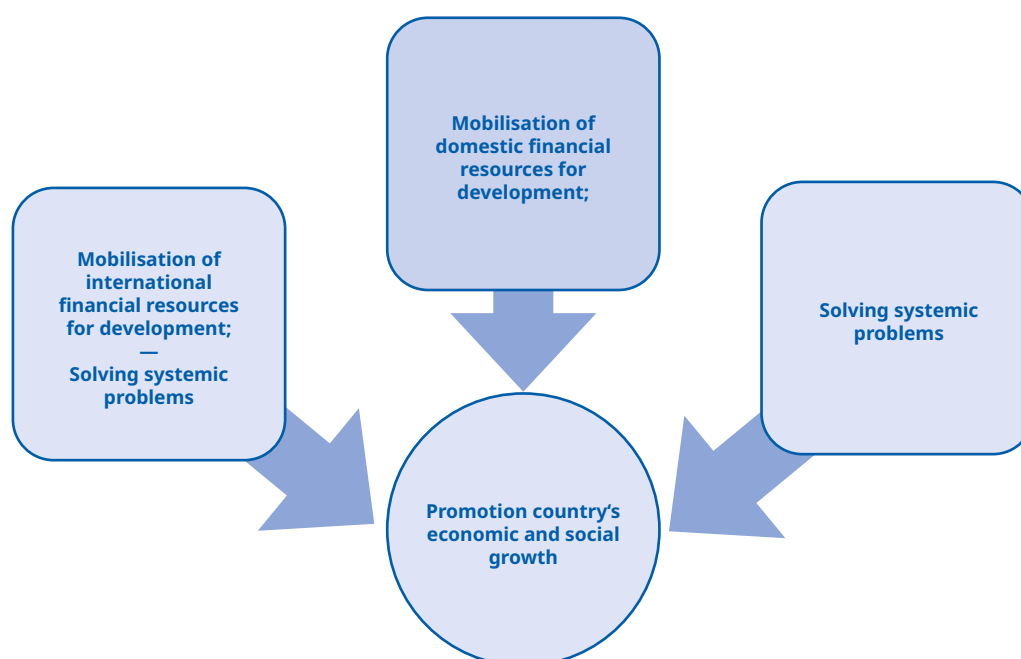 Mobilisation of
domestic financial
resources for
development;
Mobilisation of
international
financial resources
for development;
—
Solving systemic
problems
Solving systemic
problems
Promotion country‘s
economic and social
growth